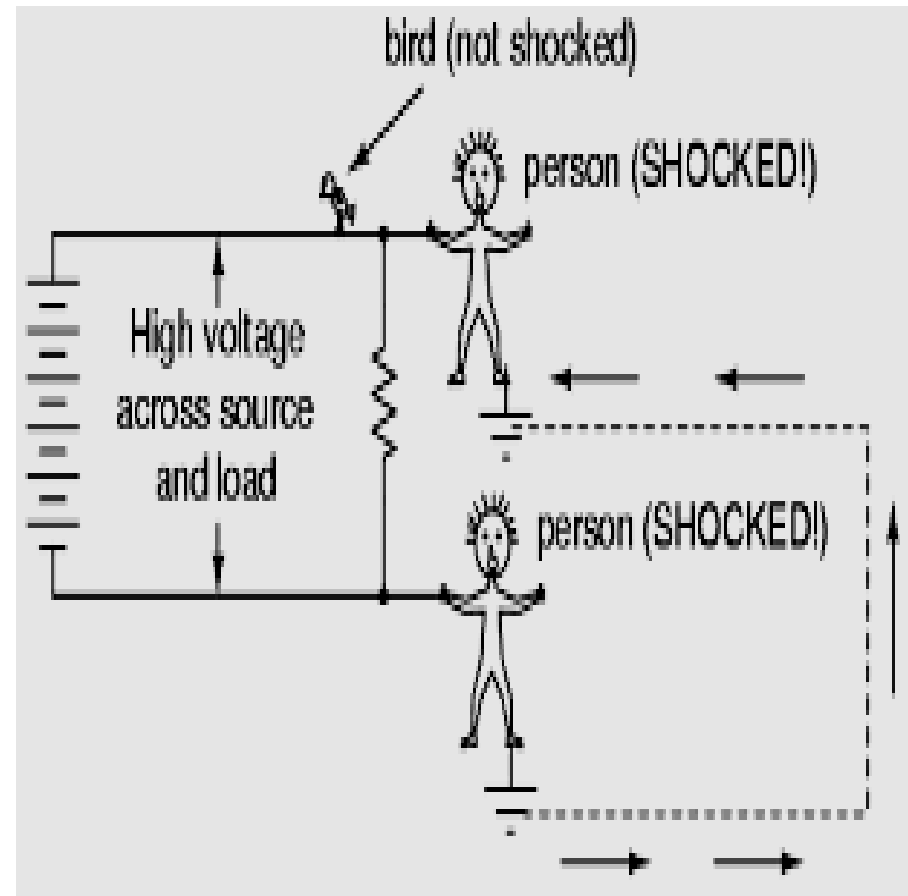 bird (not shocked)
person (SHOCKED!)
High voltage
across source
and load
person (SHOCKED!)